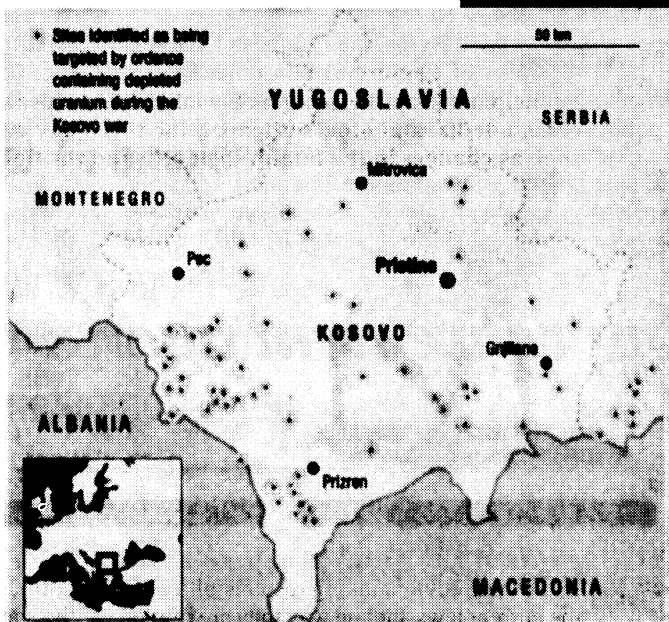 Sites identified as being
targeted by ordance
containing depleted
uranium during the
Kosovo war
50 km
YUGOSLAVIA
SERBIA
Mitrovica
MONTENEGRO
Pec
Pristina
KOSOVO
Gnjilane
ALBANIA
Prizren
MACEDONIA